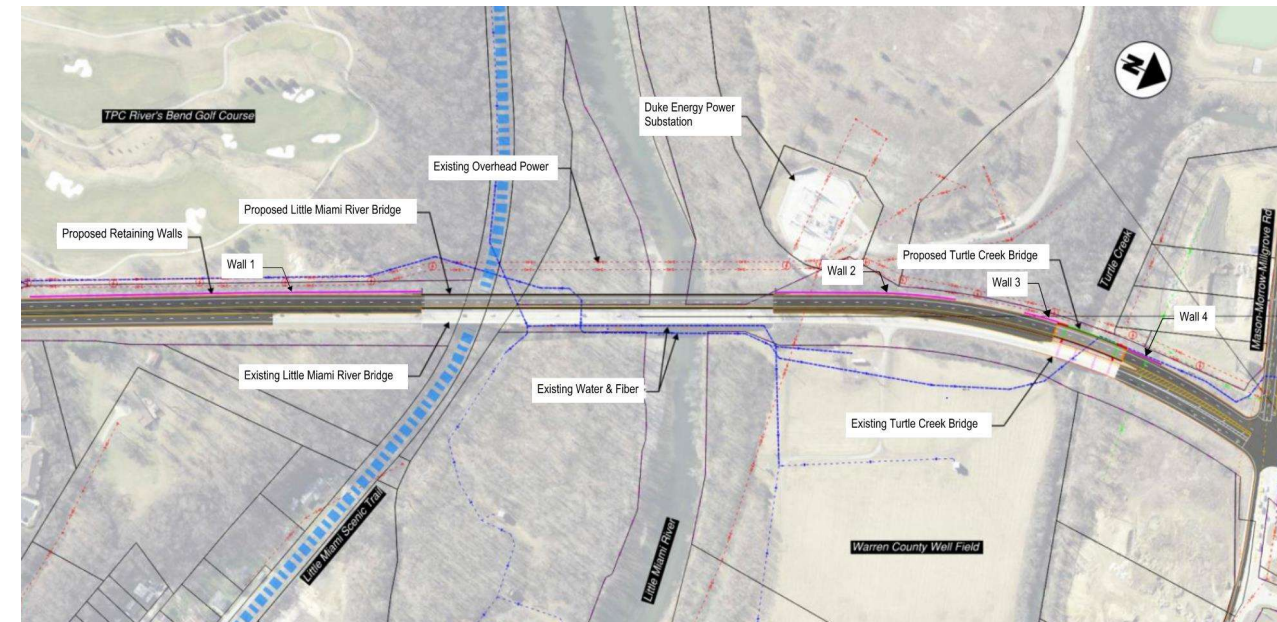 N
TPC River's Bend Golf Course
Duke Energy Power
Substation
Existing Overhead Power
Proposed Little Miami River Bridge
Proposed Retaining Walls
Wall 1
Wall 2
Proposed Turtle Creek Bridge
Wall 3
Turtle Creek
Wall 4
Mason-Morrow-Millgrove Rd
Existing Little Miami River Bridge
Existing Water & Fiber
Existing Turtle Creek Bridge
Little Miami Scenic Trail
Little Miami River
Warren County Well Field